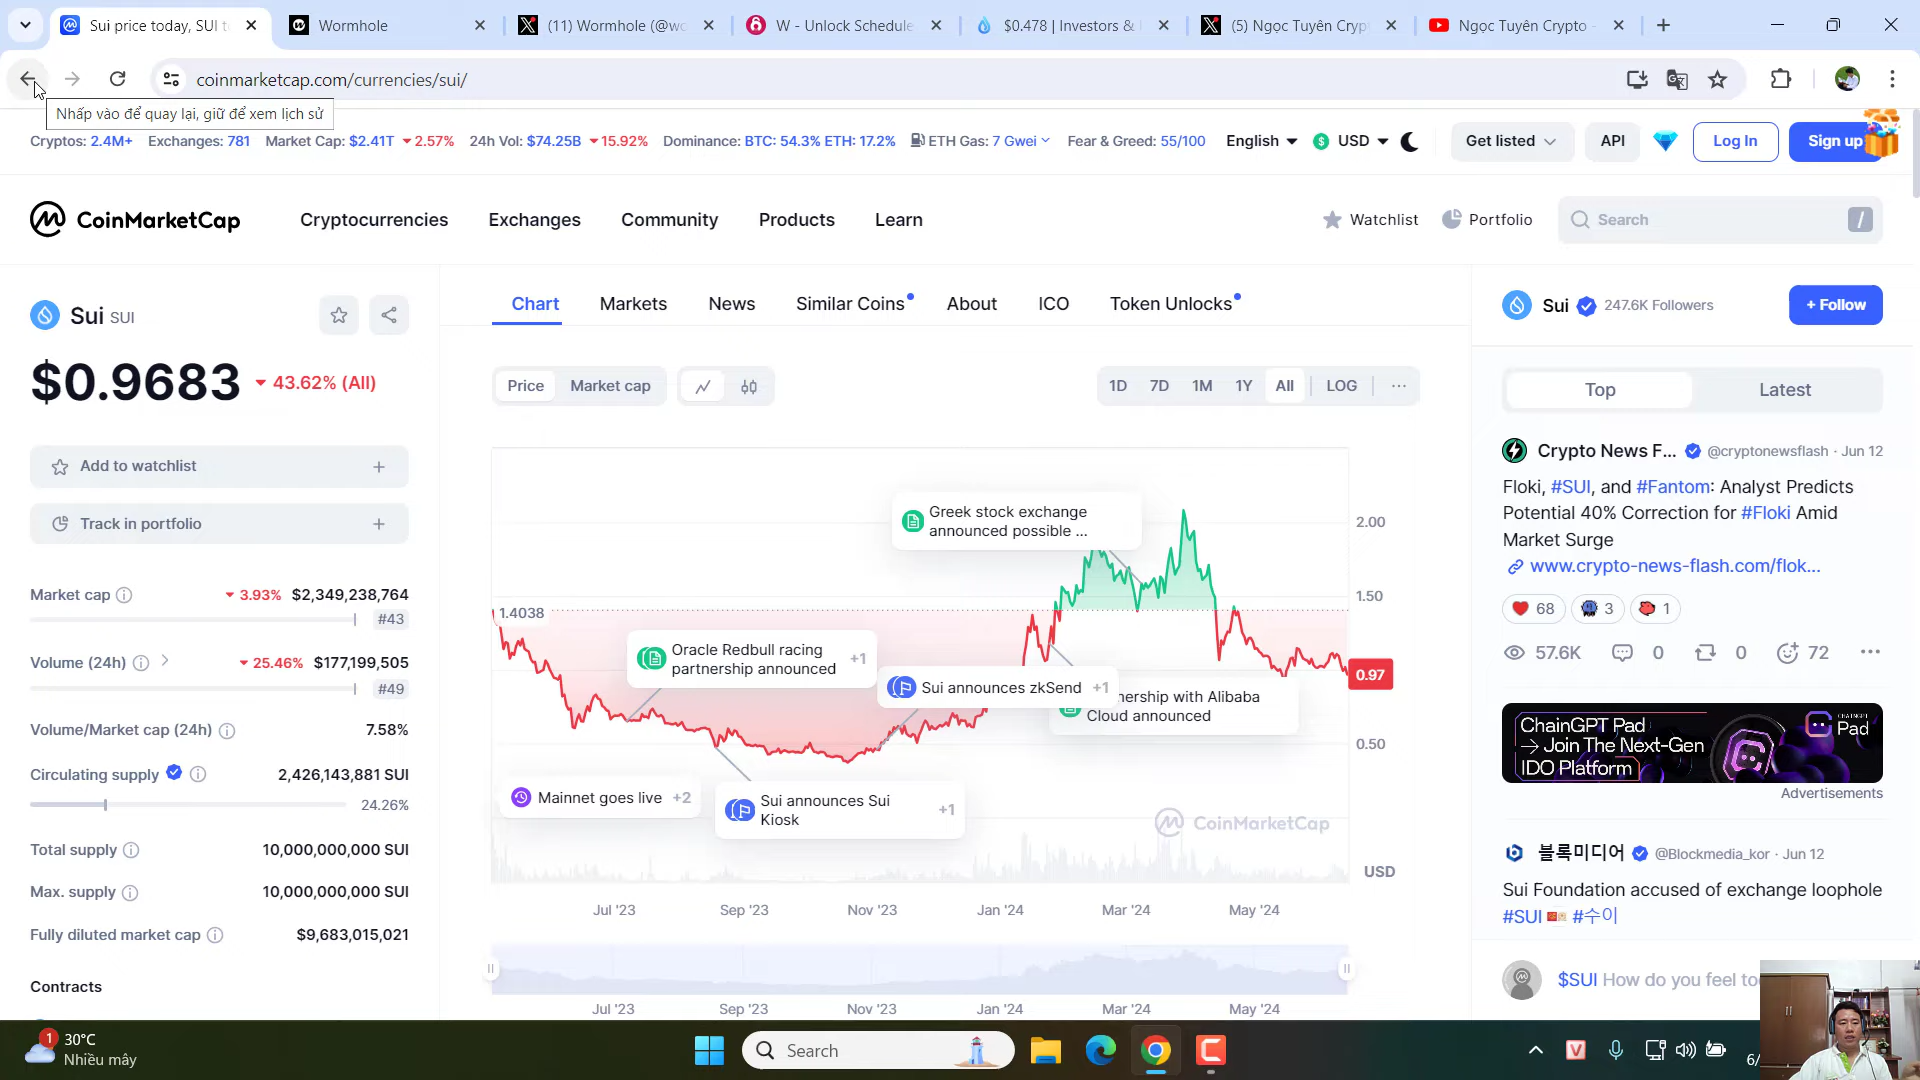 Sui price today, SUI to
Wormhole
(11) Wormhole (@wo
W - Unlock Schedule
$0.478 | Investors &
(5) Ngọc Tuyên Cryp
Ngọc Tuyên Crypto -
coinmarketcap.com/currencies/sui/
Nhấp vào để quay lại, giữ để xem lịch sử
Cryptos: 2.4M+ Exchanges: 781 Market Cap: $2.41T 2.57% 24h Vol: $74.25B 15.92% Dominance: BTC: 54.3% ETH: 17.2% ETH Gas: 7 Gwei Fear & Greed: 55/100 English USD Get listed API Log In Sign up
CoinMarketCap Cryptocurrencies Exchanges Community Products Learn Watchlist Portfolio Search /
Sui SUI
$0.9683 43.62% (All)
Add to watchlist +
Track in portfolio +
Market cap 3.93% $2,349,238,764
#43
Volume (24h) 25.46% $177,199,505
#49
Volume/Market cap (24h) 7.58%
Circulating supply 2,426,143,881 SUI
24.26%
Total supply 10,000,000,000 SUI
Max. supply 10,000,000,000 SUI
Fully diluted market cap $9,683,015,021
Contracts
Chart Markets News Similar Coins About ICO Token Unlocks
Price Market cap 1D 7D 1M 1Y All LOG ...
Greek stock exchange
announced possible ...
2.00
1.50
1.4038
Oracle Redbull racing
partnership announced +1
0.97
Sui announces zkSend +1
nership with Alibaba
Cloud announced
0.50
Mainnet goes live +2
Sui announces Sui
Kiosk +1
CoinMarketCap
USD
Jul '23 Sep '23 Nov '23 Jan '24 Mar '24 May '24
Jul '23 Sep '23 Nov '23 Jan '24 Mar '24 May '24
Sui 247.6K Followers + Follow
Top Latest
Crypto News F... @cryptonewsflash · Jun 12
Floki, #SUI, and #Fantom: Analyst Predicts
Potential 40% Correction for #Floki Amid
Market Surge
www.crypto-news-flash.com/flok...
68 3 1
57.6K 0 0 72
ChainGPT Pad
→ Join The Next-Gen
IDO Platform
CHAINGPT
Pad
Advertisements
블록미디어 @Blockmedia_kor · Jun 12
Sui Foundation accused of exchange loophole
#SUI #수이
$SUI How do you feel to
1
30°C
Nhiều mây
Search
V
6/